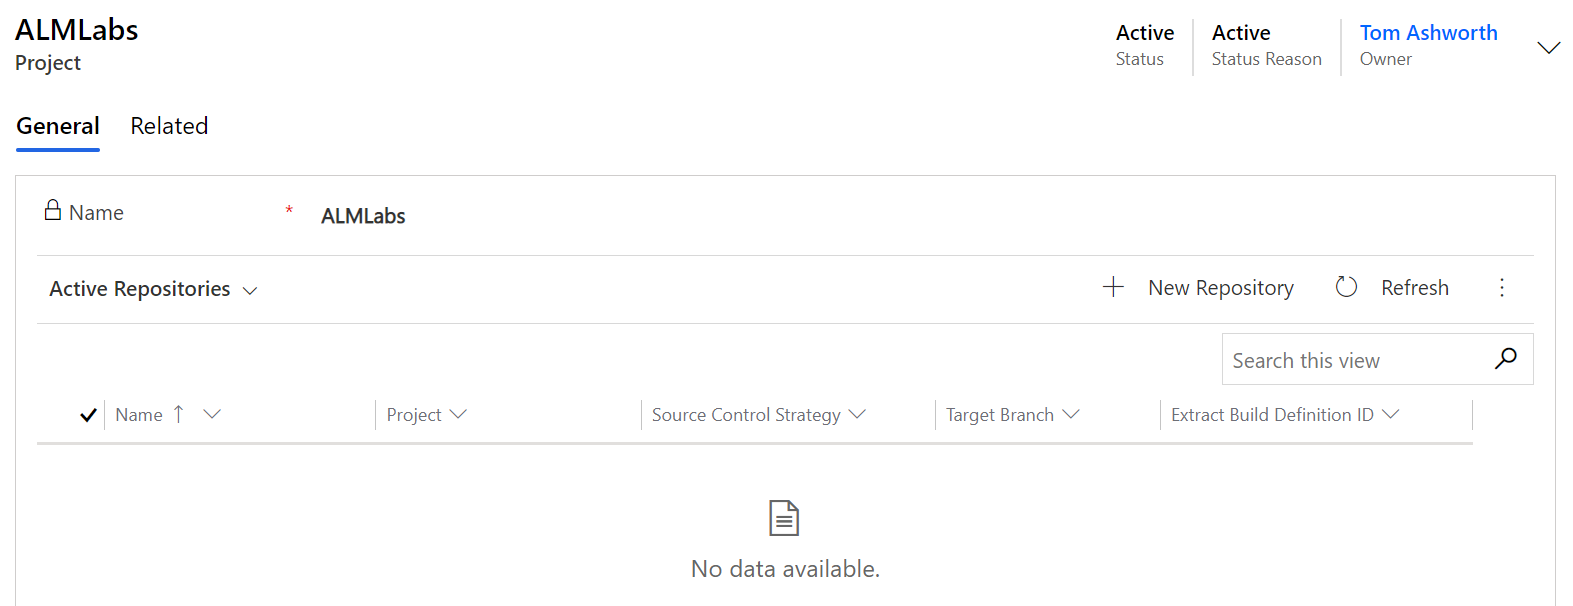 ALMLabs
Project
Active
Status
Active
Status Reason
Tom Ashworth
Owner
General Related
Name * ALMLabs
Active Repositories
New Repository Refresh
Search this view
Name Project Source Control Strategy Target Branch Extract Build Definition ID
No data available.